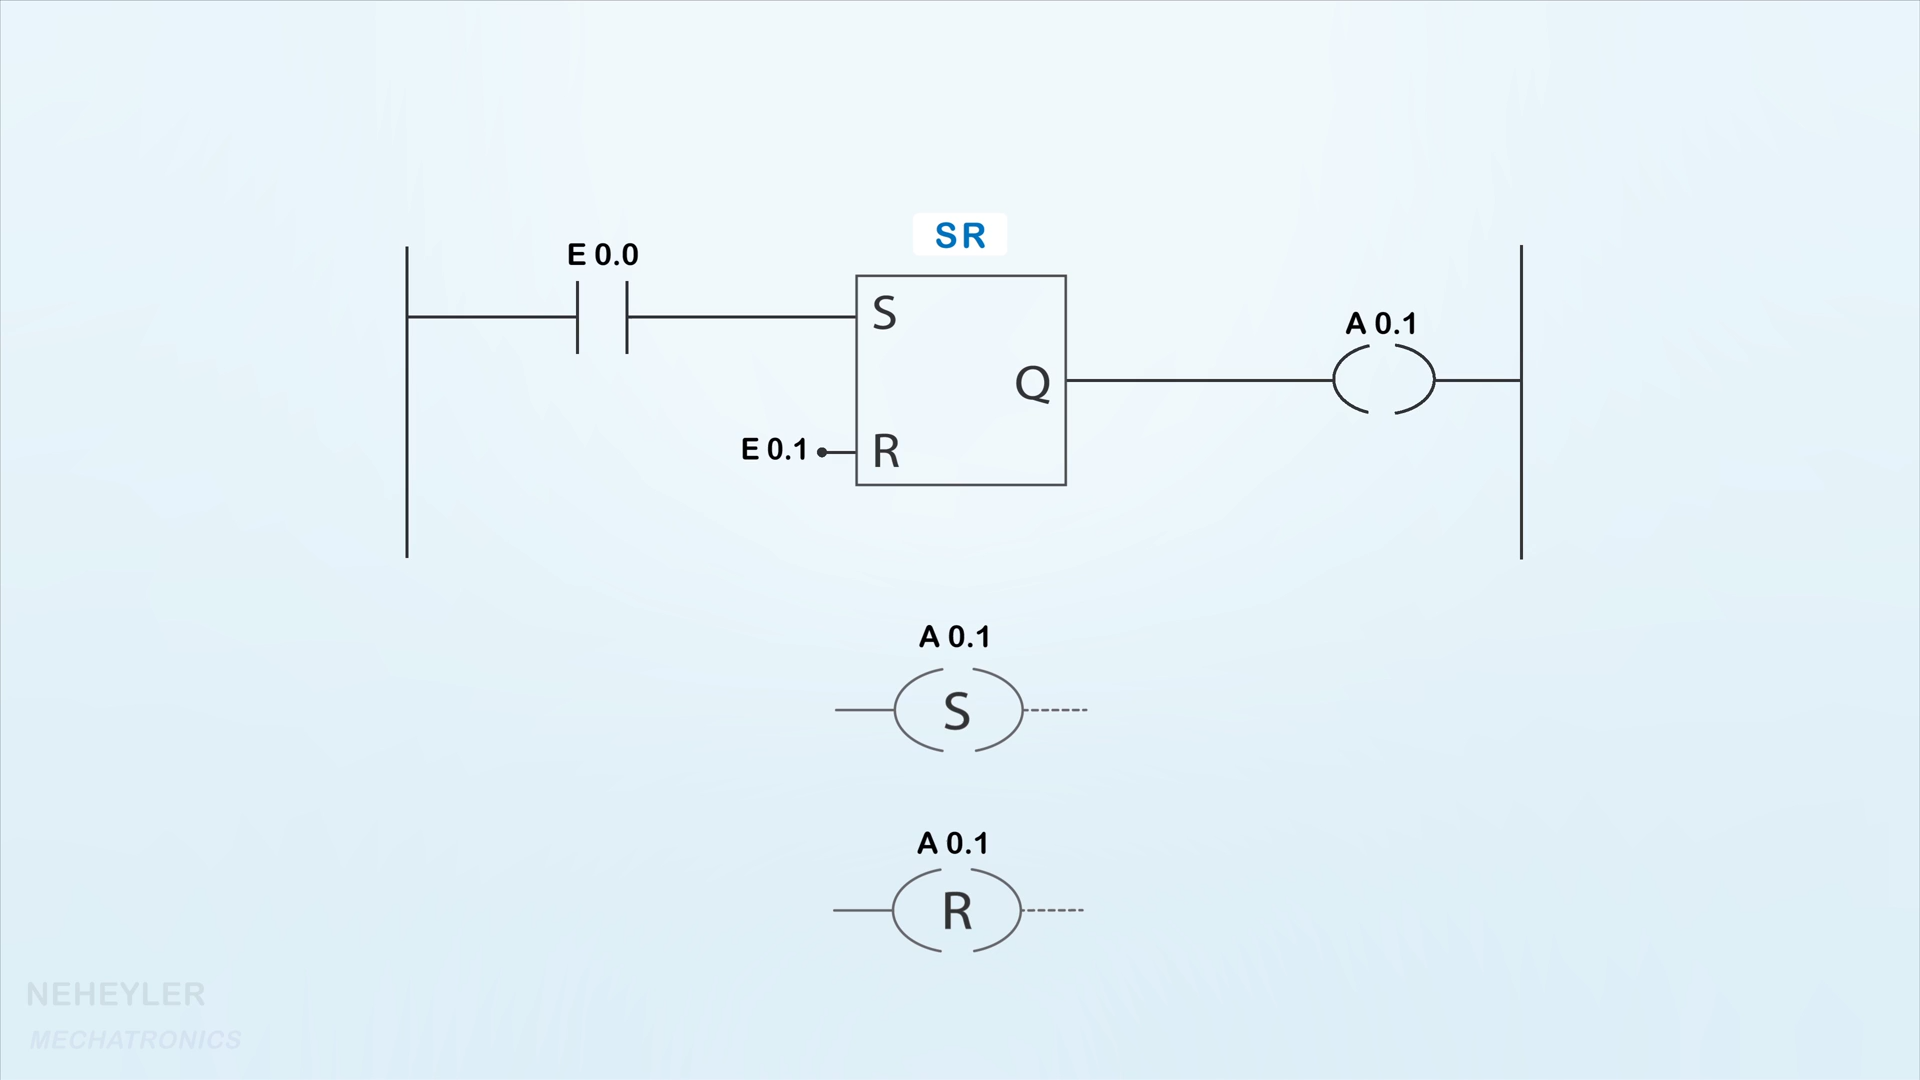 SR
E 0.0
S
A 0.1
Q
E 0.1
R
A 0.1
S
A 0.1
R
NEHEYLER
MECHATRONICS